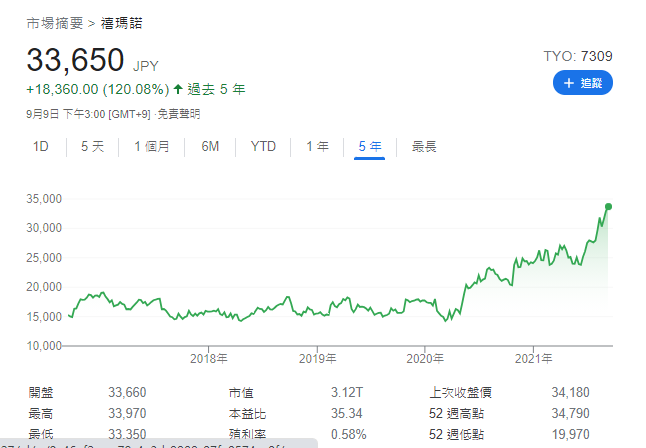 市場摘要 > 禧瑪諾
33,650 JPY
TYO: 7309
+18,360.00 (120.08%) ↑ 過去 5 年
+ 追蹤
9月9日 下午3:00 [GMT+9] · 免責聲明
1D 5 天 1 個月 6M YTD 1 年 5 年 最長
35,000
30,000
25,000
20,000
15,000
10,000
2018年 2019年 2020年 2021年
開盤 33,660 市值 3.12T 上次收盤價 34,180
最高 33,970 本益比 35.34 52 週高點 34,790
最低 33,350 殖利率 0.58% 52 週低點 19,970